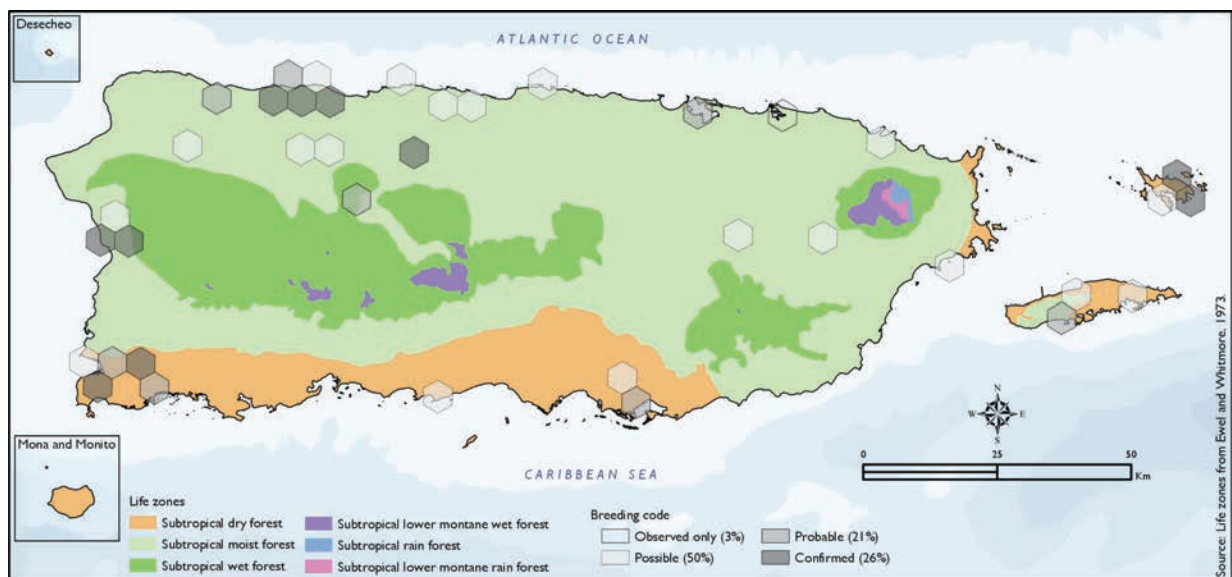 Desecheo
ATLANTIC OCEAN
N
W E
S
0 25 50
Km
Mona and Monito
CARIBBEAN SEA
Life zones
Subtropical dry forest
Subtropical moist forest
Subtropical wet forest
Subtropical lower montane wet forest
Subtropical rain forest
Subtropical lower montane rain forest
Breeding code
Observed only (3%)
Possible (50%)
Probable (21%)
Confirmed (26%)
Source: Life zones from Ewel and Whitmore, 1973.